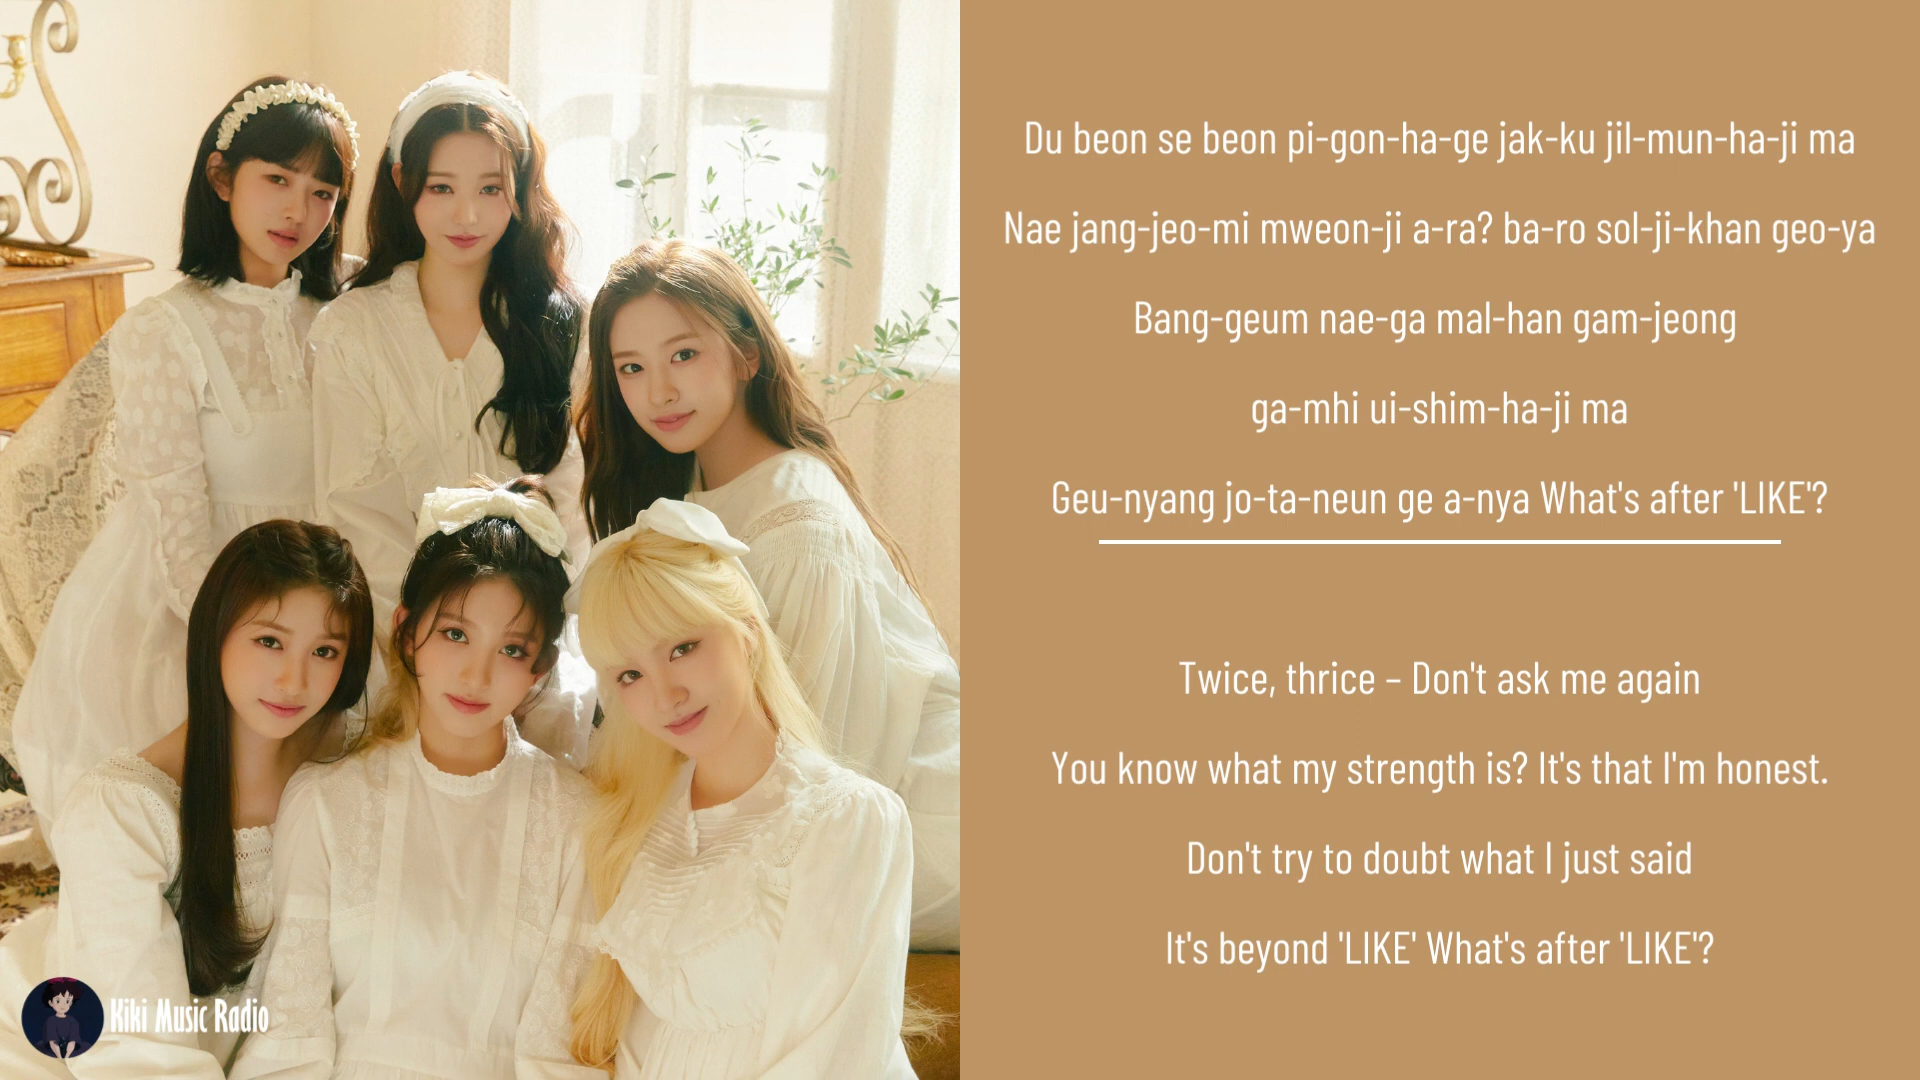 Du beon se beon pi-gon-ha-ge jak-ku jil-mun-ha-ji ma
Nae jang-jeo-mi mweon-ji a-ra? ba-ro sol-ji-khan geo-ya
Bang-geum nae-ga mal-han gam-jeong
ga-mhi ui-shim-ha-ji ma
Geu-nyang jo-ta-neun ge a-nya What's after 'LIKE'?
Twice, thrice – Don't ask me again
You know what my strength is? It's that I'm honest.
Don't try to doubt what I just said
It's beyond 'LIKE' What's after 'LIKE'?
Kiki Music Radio